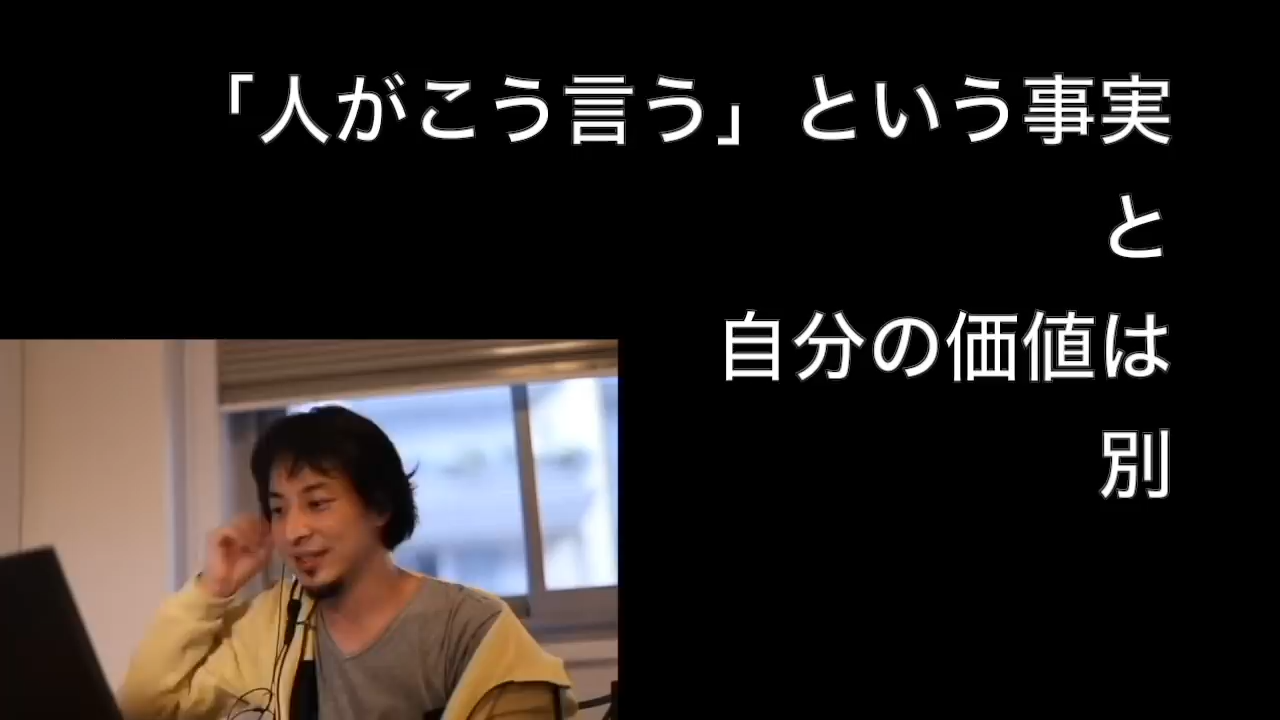 「人がこう言う」という事実
と
自分の価値は
別